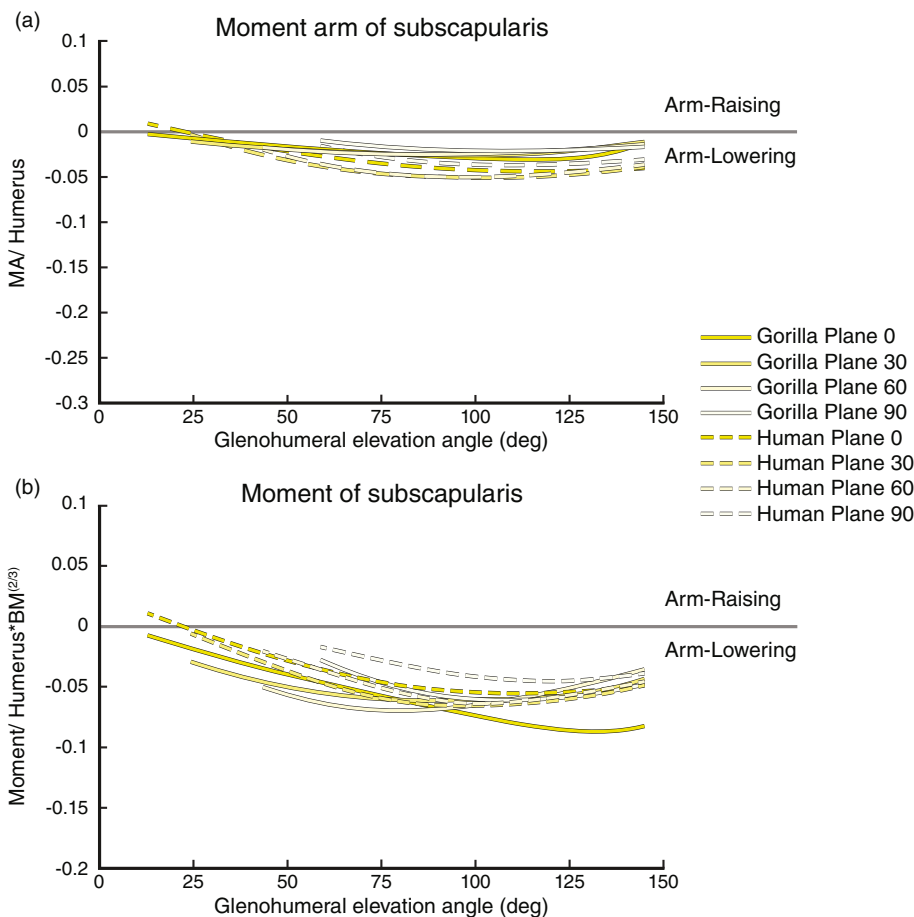 (a)
Moment arm of subscapularis
0.1
0.05
0
-0.05
-0.1
-0.15
-0.2
-0.25
-0.3
MA/ Humerus
Arm-Raising
Arm-Lowering
0 25 50 75 100 125 150
Glenohumeral elevation angle (deg)
Gorilla Plane 0
Gorilla Plane 30
Gorilla Plane 60
Gorilla Plane 90
Human Plane 0
Human Plane 30
Human Plane 60
Human Plane 90
(b)
Moment of subscapularis
0.1
0.05
0
-0.05
-0.1
-0.15
-0.2
Moment/ Humerus*BM(2/3)
Arm-Raising
Arm-Lowering
0 25 50 75 100 125 150
Glenohumeral elevation angle (deg)